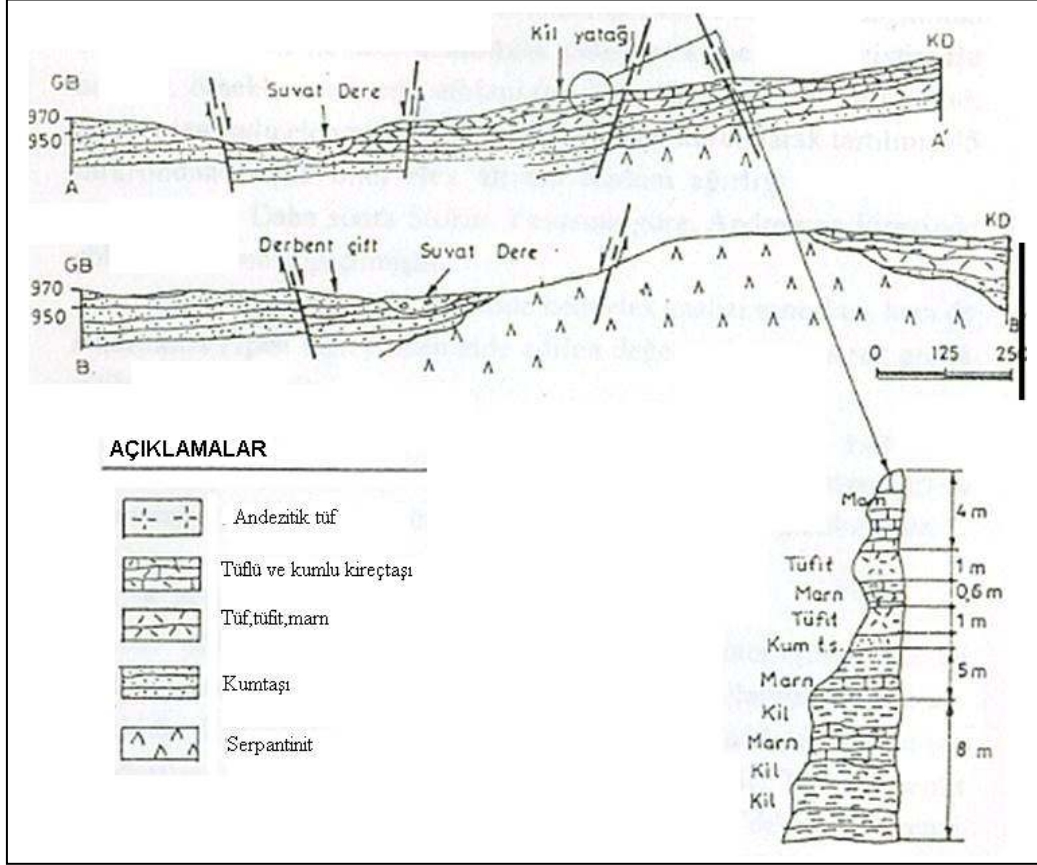 Kil yatağı
KD
GB
Suvat Dere
970
950
A
A'
KD
Derbent çift
Suvat Dere
GB
970
950
B
B
0 125 250
AÇIKLAMALAR
Andezitik tüf
Tüflü ve kumlu kireçtaşı
Tüf,tüfit,marn
Kumtaşı
Serpantinit
Marn
4 m
Tüfit
1 m
Marn
0,6 m
Tüfit
1 m
Kum t.s.
5 m
Marn
Kil
Marn
8 m
Kil
Kil